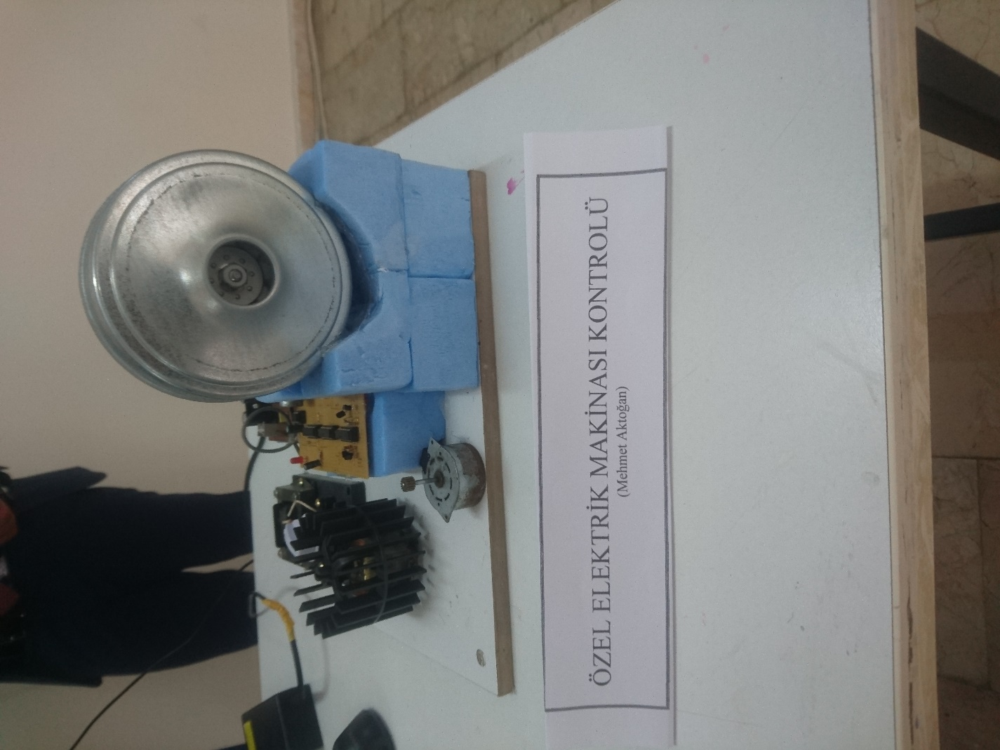 ÖZEL ELEKTRİK MAKİNASI KONTROLÜ
(Mehmet Aktoğan)